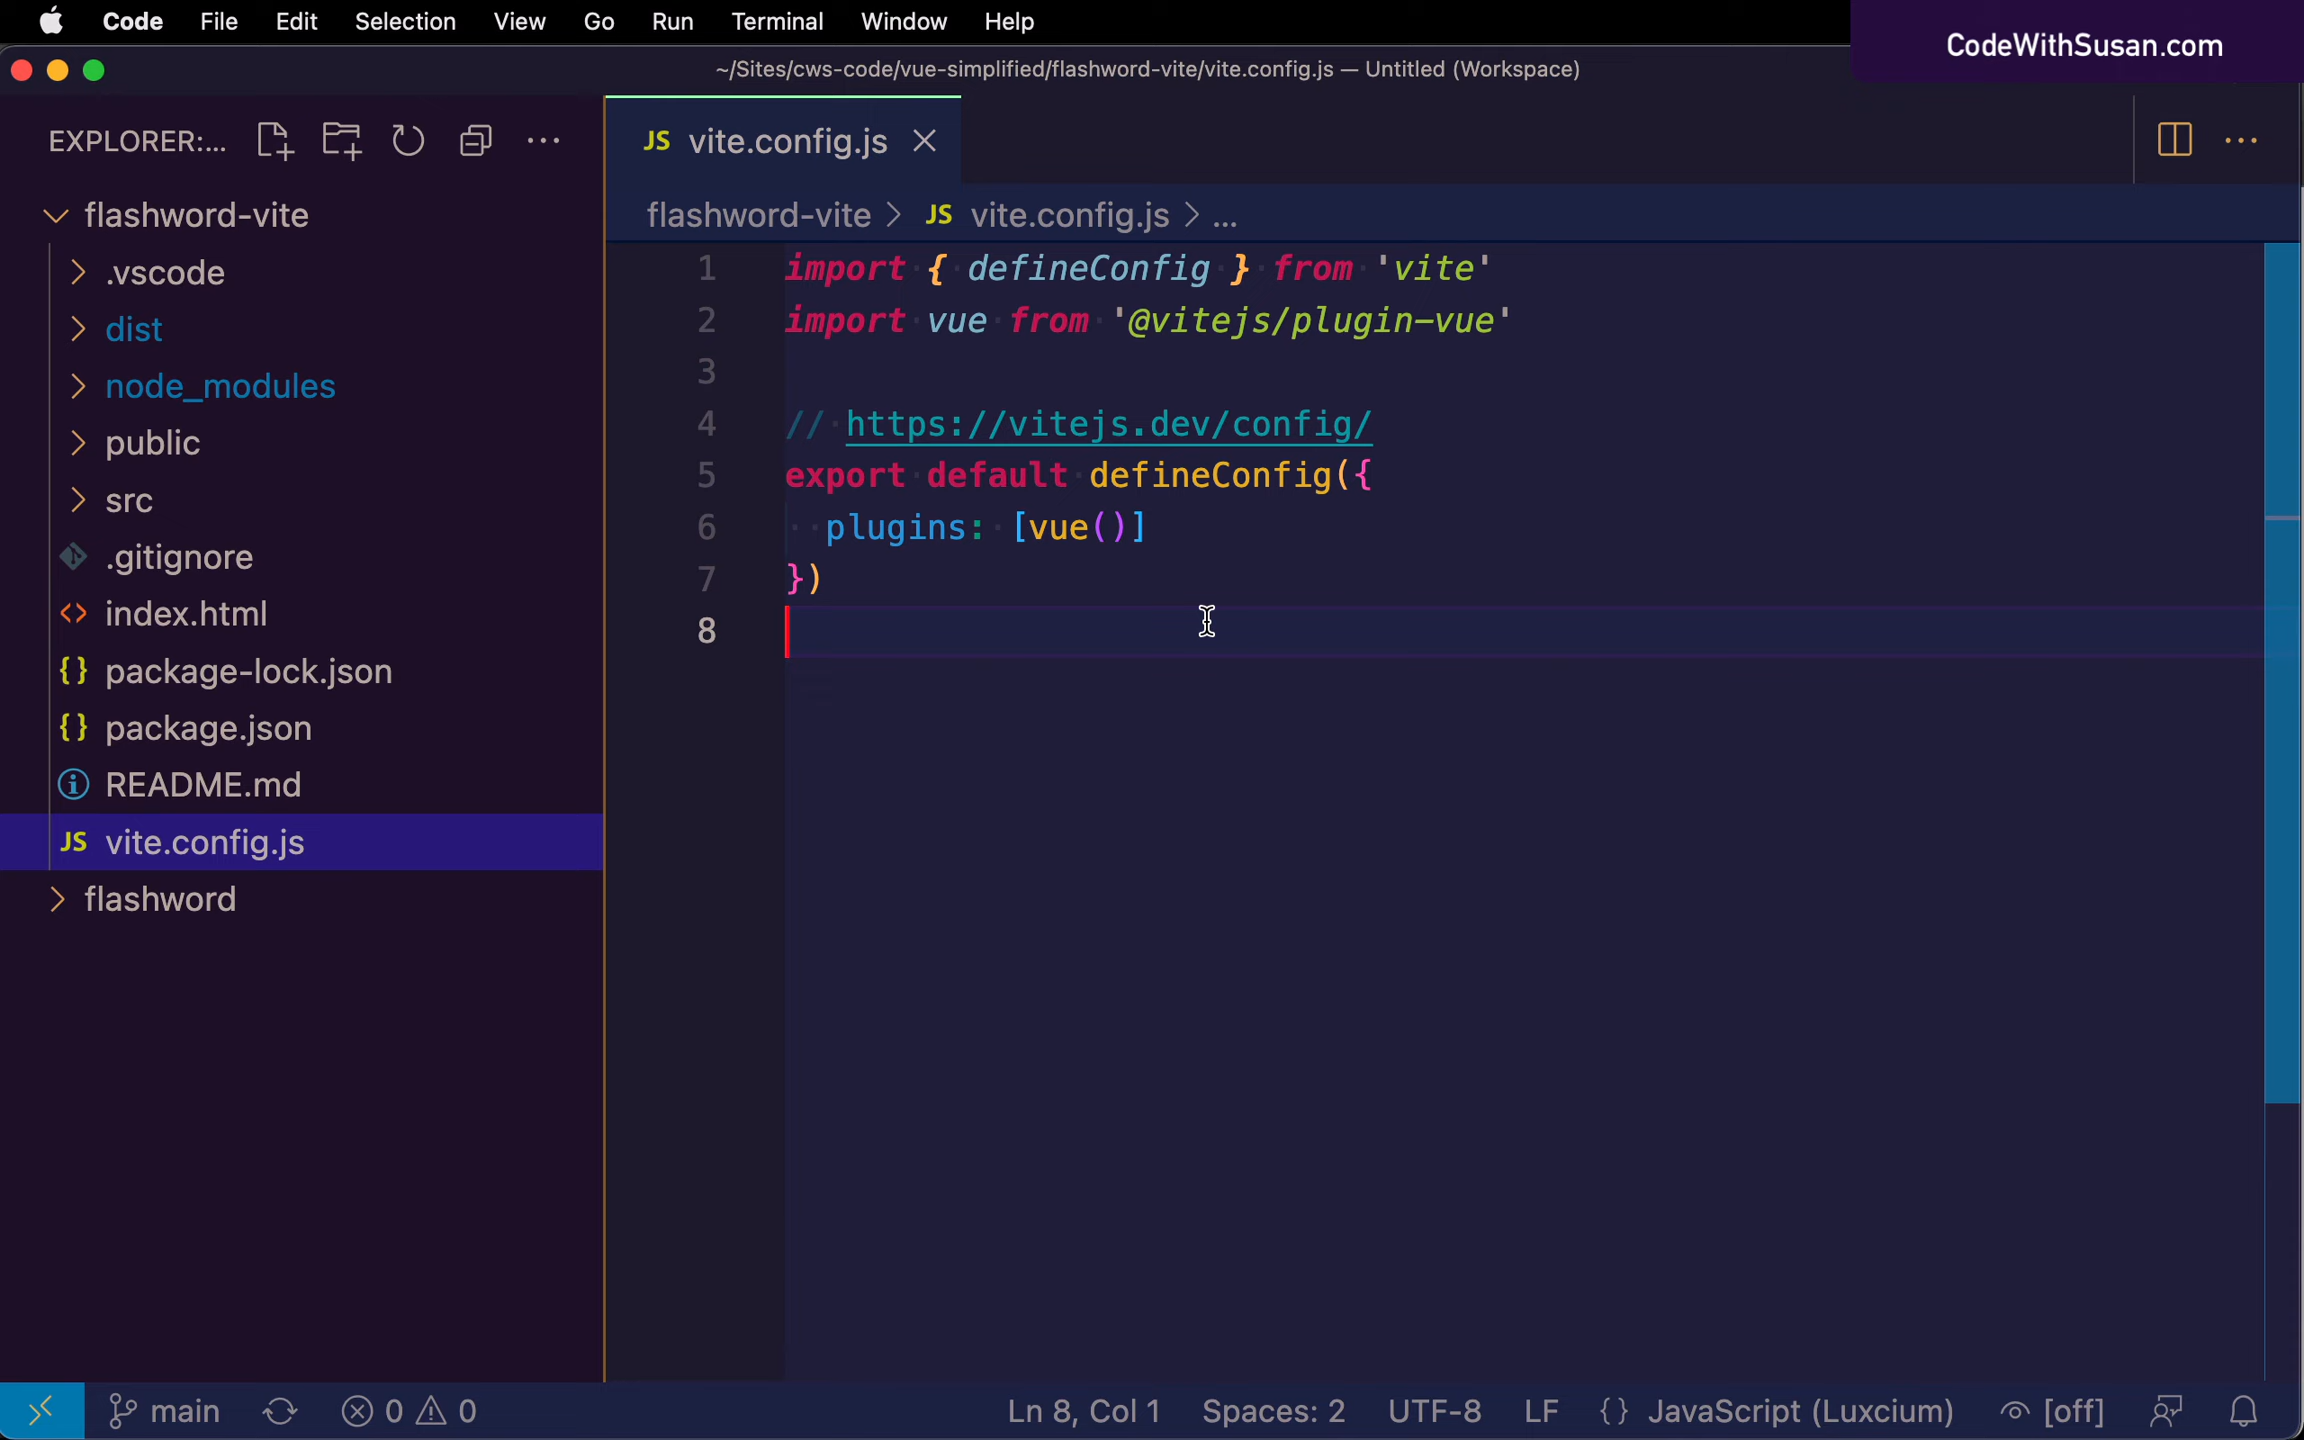 Code File Edit Selection View Go Run Terminal Window Help
CodeWithSusan.com
~/Sites/cws-code/vue-simplified/flashword-vite/vite.config.js — Untitled (Workspace)
EXPLORER:...
JS vite.config.js
flashword-vite
.vscode
dist
node_modules
public
src
.gitignore
<> index.html
{} package-lock.json
{} package.json
README.md
JS vite.config.js
flashword
flashword-vite > JS vite.config.js > ...
1 import { defineConfig } from 'vite'
2 import vue from '@vitejs/plugin-vue'
3
4 // https://vitejs.dev/config/
5 export default defineConfig({
6   plugins: [vue()]
7 })
8
main 0 0 Ln 8, Col 1 Spaces: 2 UTF-8 LF {} JavaScript (Luxcium) [off]